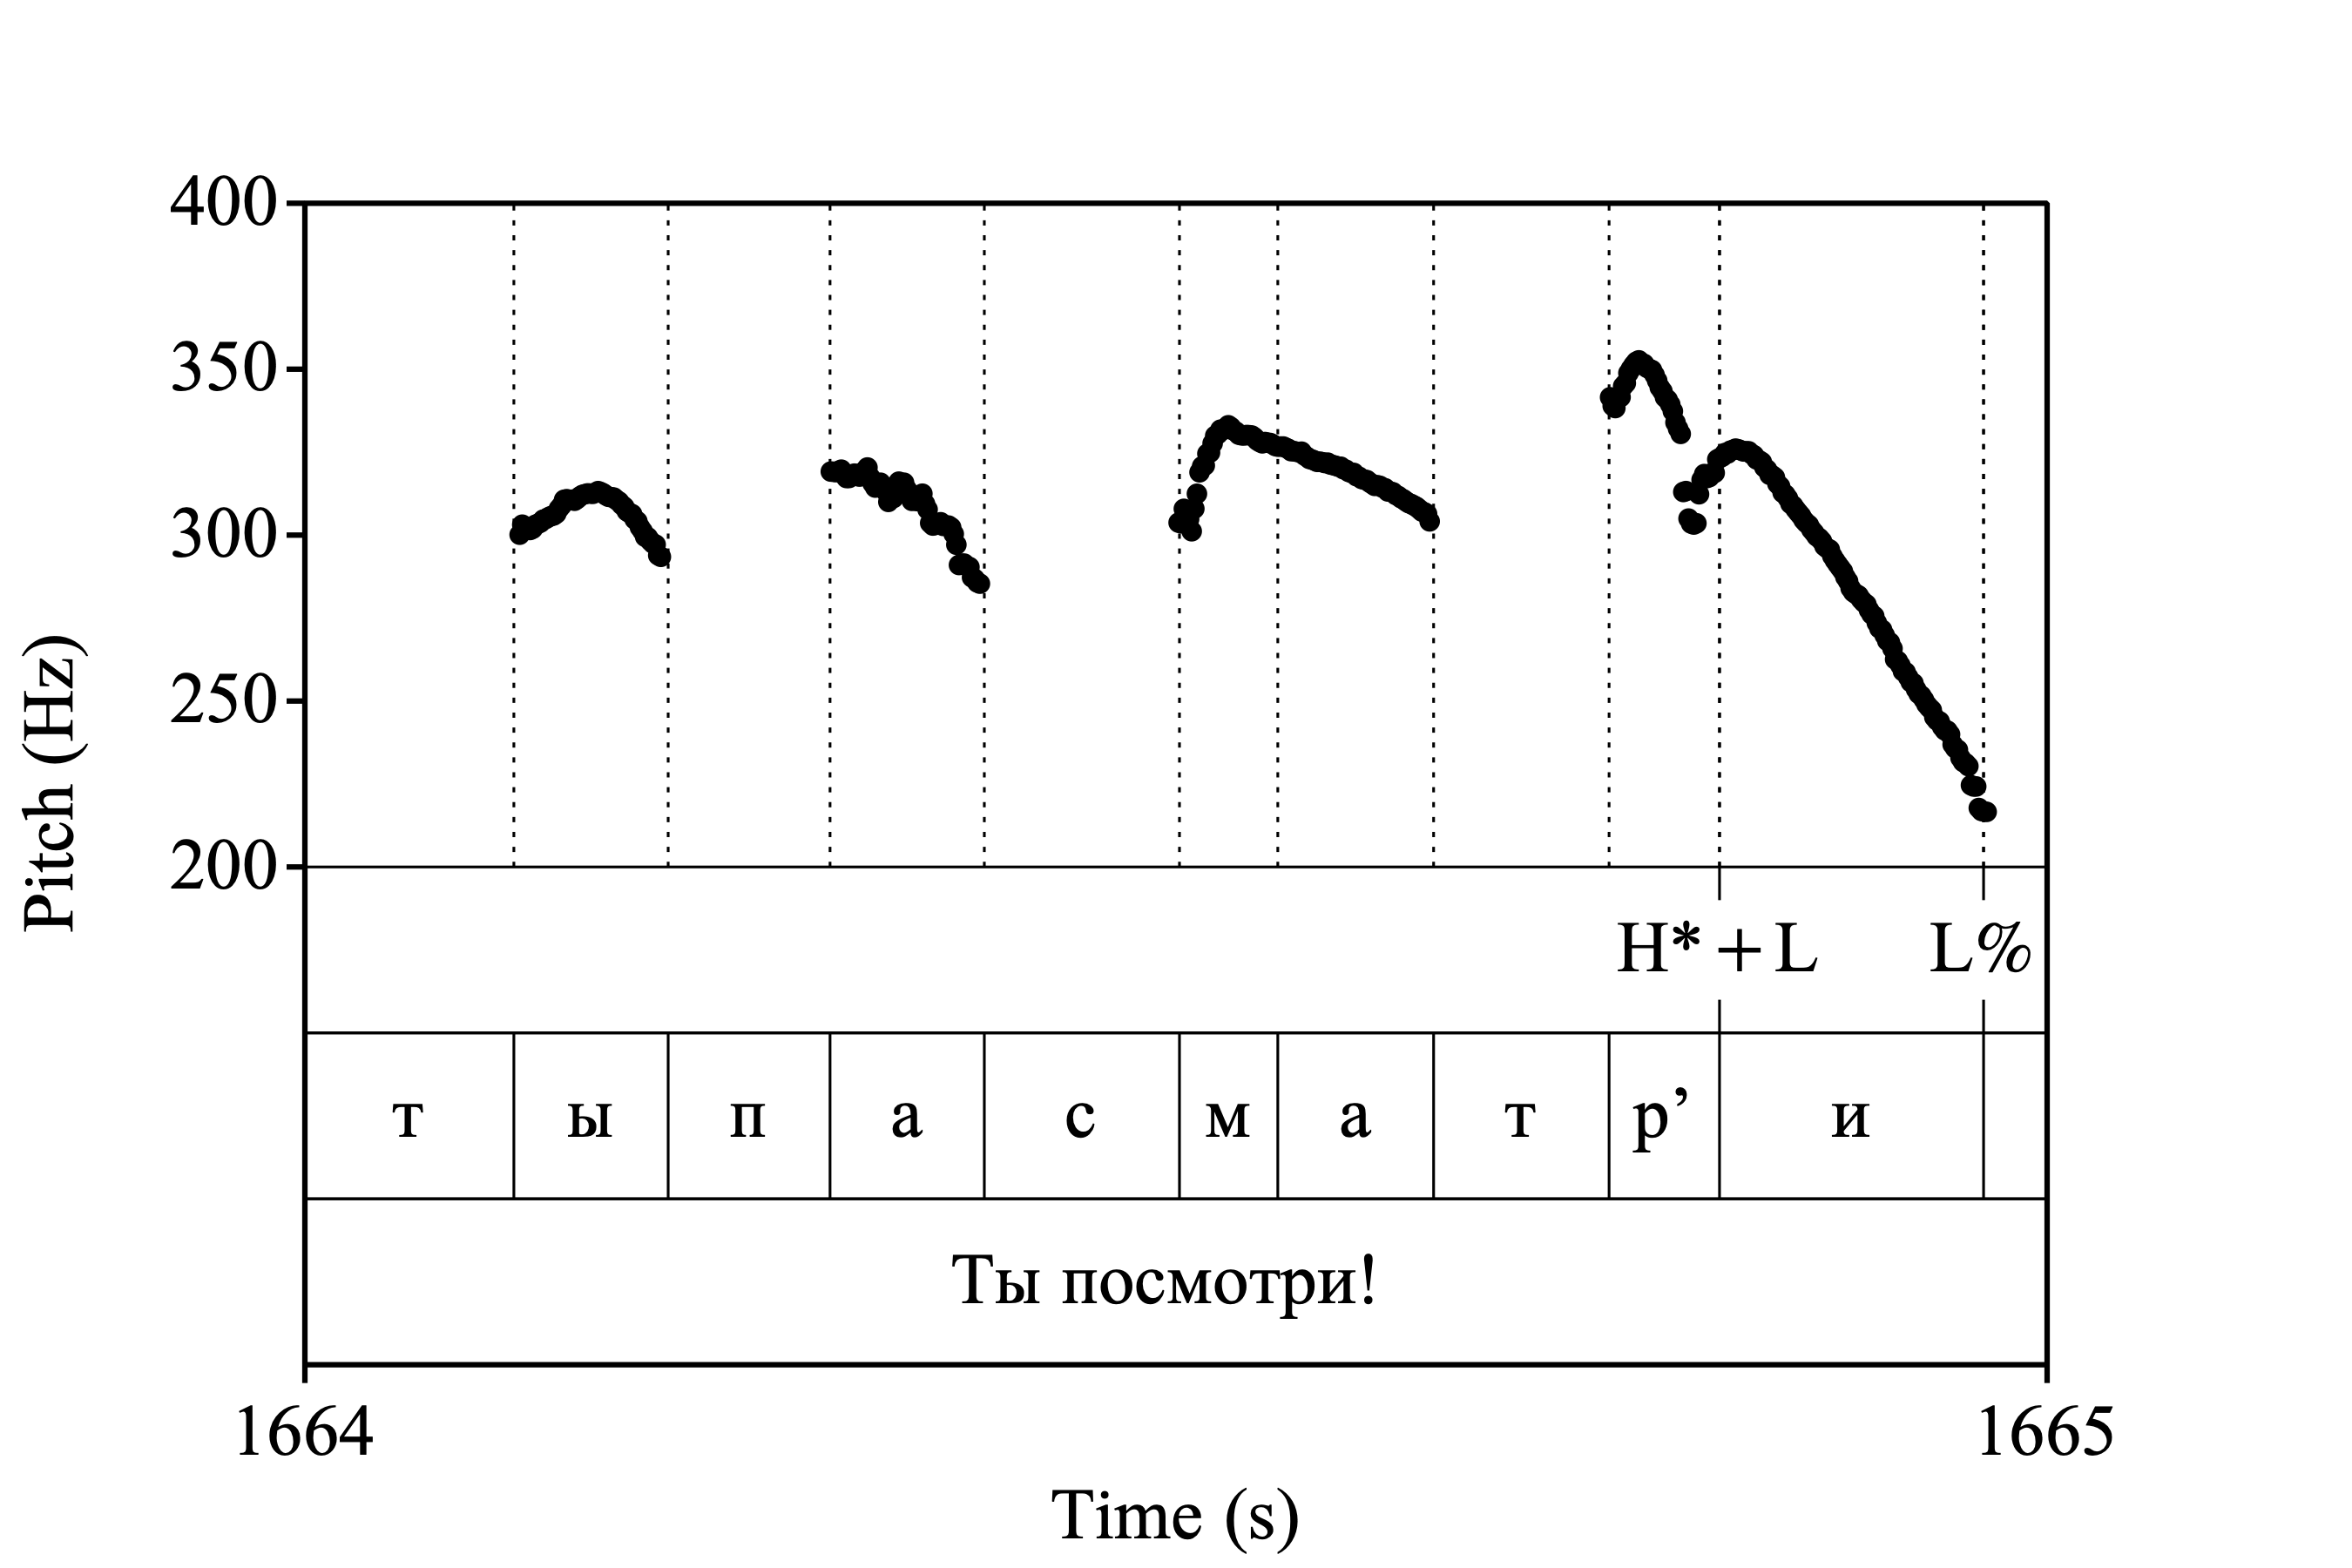 400
350
300
250
200
Pitch (Hz)
H* + L L%
т ы п а с м а т р’ и
Ты посмотри!
1664 1665
Time (s)